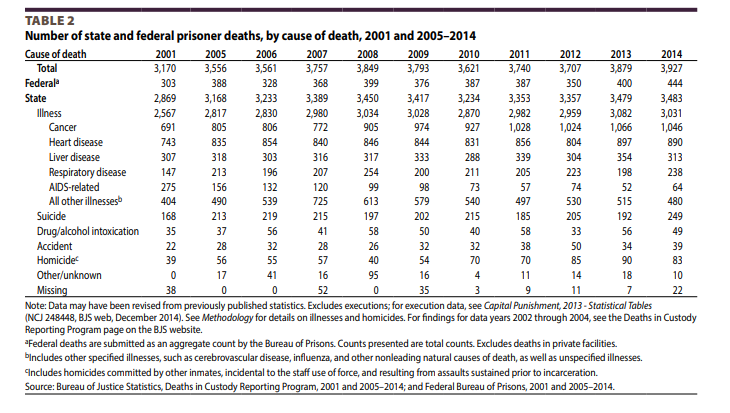 TABLE 2
Number of state and federal prisoner deaths, by cause of death, 2001 and 2005–2014
Cause of death 2001 2005 2006 2007 2008 2009 2010 2011 2012 2013 2014
Total 3,170 3,556 3,561 3,757 3,849 3,793 3,621 3,740 3,707 3,879 3,927
Federalᵃ 303 388 328 368 399 376 387 387 350 400 444
State 2,869 3,168 3,233 3,389 3,450 3,417 3,234 3,353 3,357 3,479 3,483
Illness 2,567 2,817 2,830 2,980 3,034 3,028 2,870 2,982 2,959 3,082 3,031
Cancer 691 805 806 772 905 974 927 1,028 1,024 1,066 1,046
Heart disease 743 835 854 840 846 844 831 856 804 897 890
Liver disease 307 318 303 316 317 333 288 339 304 354 313
Respiratory disease 147 213 196 207 254 200 211 205 223 198 238
AIDS-related 275 156 132 120 99 98 73 57 74 52 64
All other illnessesᵇ 404 490 539 725 613 579 540 497 530 515 480
Suicide 168 213 219 215 197 202 215 185 205 192 249
Drug/alcohol intoxication 35 37 56 41 58 50 40 58 33 56 49
Accident 22 28 32 28 26 32 32 38 50 34 39
Homicideᶜ 39 56 55 57 40 54 70 70 85 90 83
Other/unknown 0 17 41 16 95 16 4 11 14 18 10
Missing 38 0 0 52 0 35 3 9 11 7 22
Note: Data may have been revised from previously published statistics. Excludes executions; for execution data, see Capital Punishment, 2013 - Statistical Tables
(NCJ 248448, BJS web, December 2014). See Methodology for details on illnesses and homicides. For findings for data years 2002 through 2004, see the Deaths in Custody
Reporting Program page on the BJS website.
ᵃFederal deaths are submitted as an aggregate count by the Bureau of Prisons. Counts presented are total counts. Excludes deaths in private facilities.
ᵇIncludes other specified illnesses, such as cerebrovascular disease, influenza, and other nonleading natural causes of death, as well as unspecified illnesses.
ᶜIncludes homicides committed by other inmates, incidental to the staff use of force, and resulting from assaults sustained prior to incarceration.
Source: Bureau of Justice Statistics, Deaths in Custody Reporting Program, 2001 and 2005–2014; and Federal Bureau of Prisons, 2001 and 2005–2014.